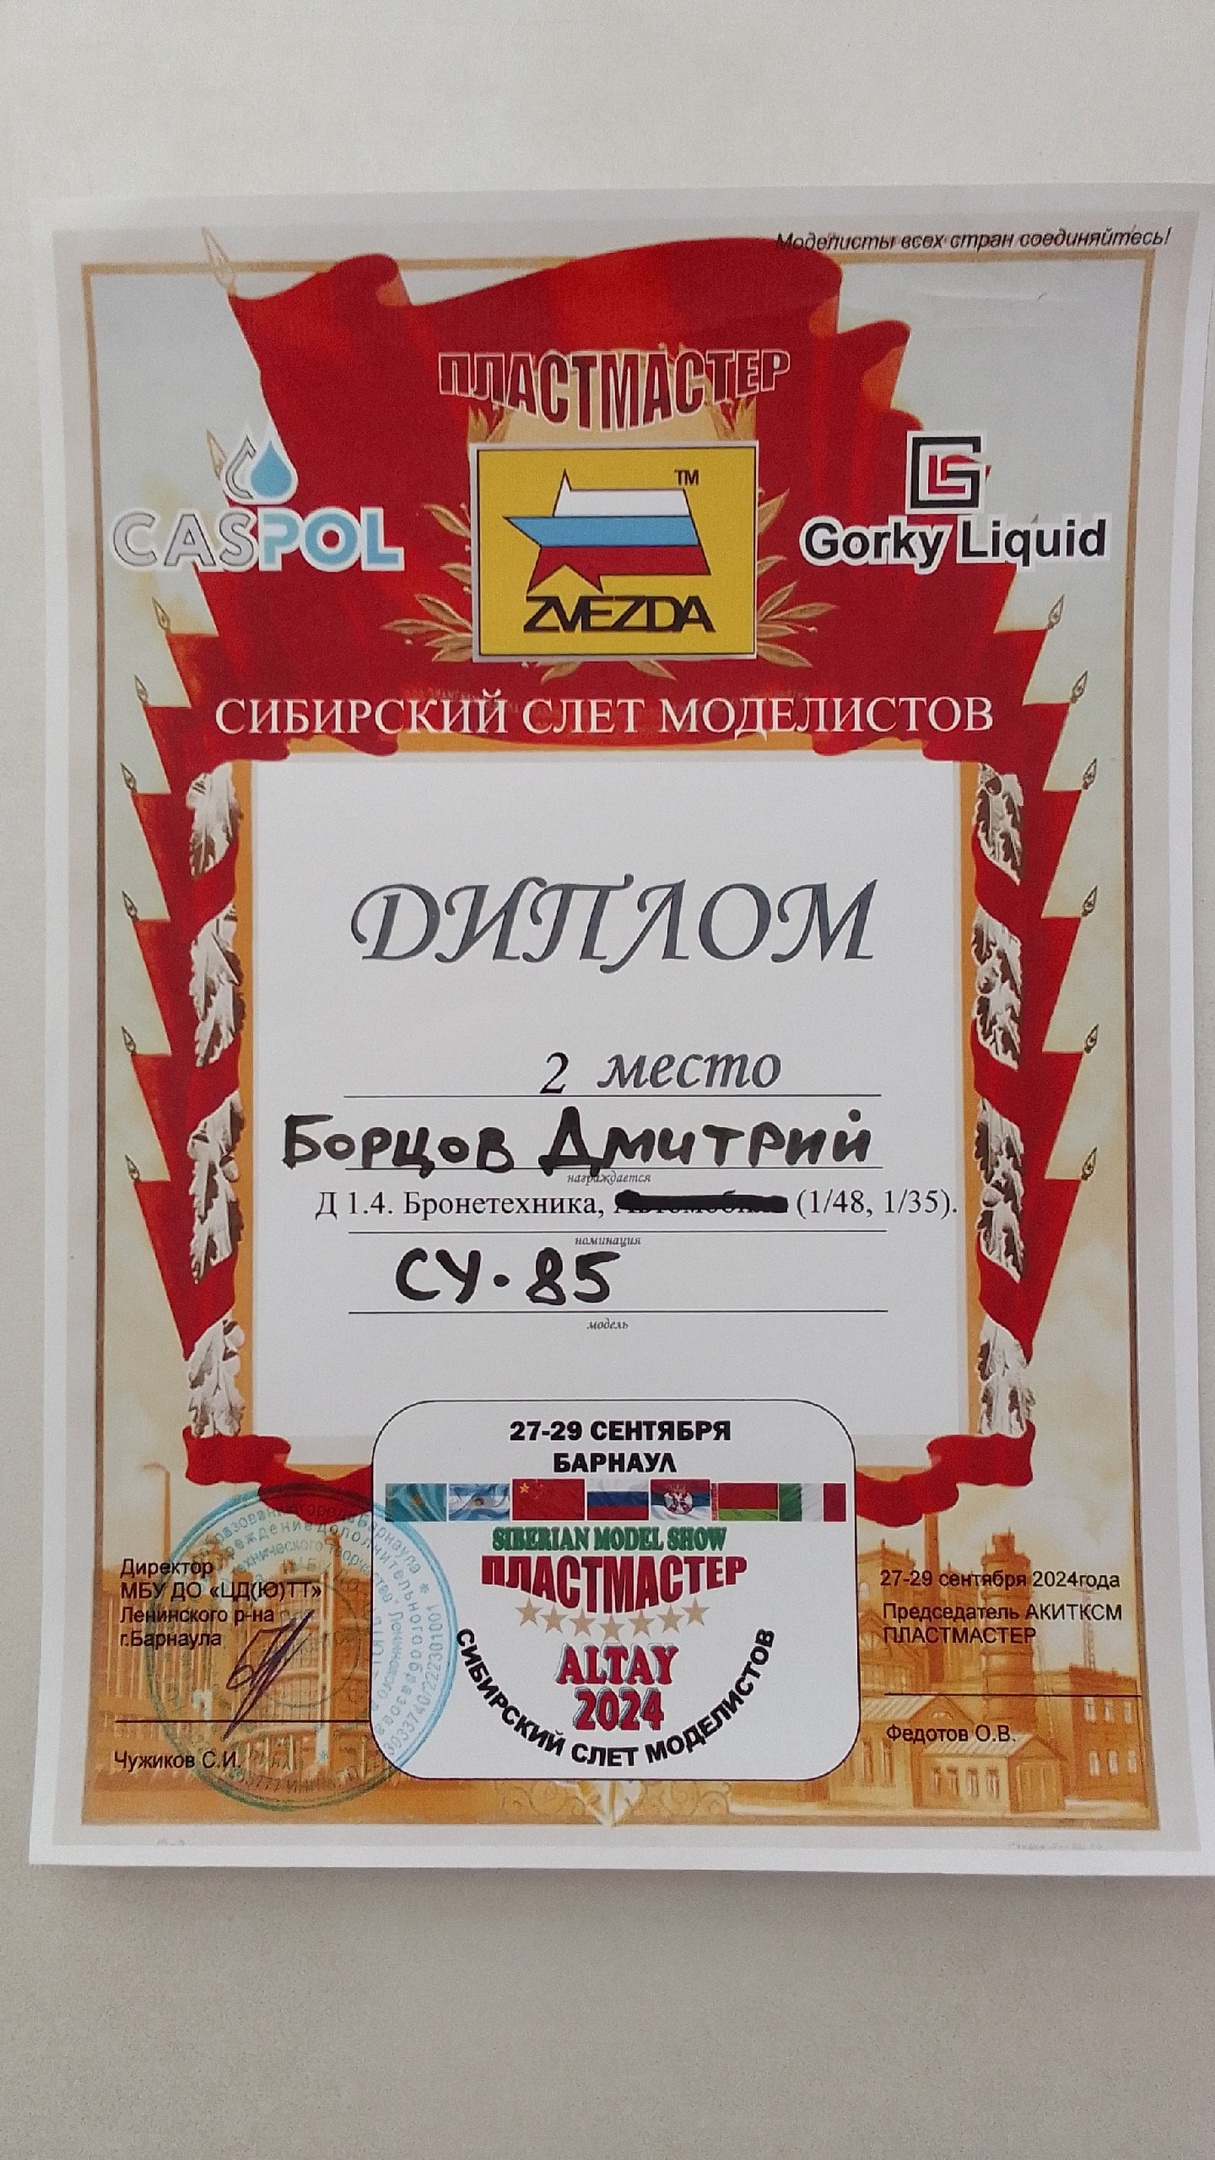 Моделисты всех стран соединяйтесь!
ПЛАСТМАСТЕР
CASPOL
TM
ZVEZDA
Gorky Liquid
СИБИРСКИЙ СЛЕТ МОДЕЛИСТОВ
ДИПЛОМ
2 место
Борцов Дмитрий
награждается
Д 1.4. Бронетехника, (1/48, 1/35).
номинация
СУ-85
модель
27-29 СЕНТЯБРЯ
БАРНАУЛ
SIBERIAN MODEL SHOW
ПЛАСТМАСТЕР
ALTAY
2024
СИБИРСКИЙ СЛЕТ МОДЕЛИСТОВ
Директор
МБУ ДО «ЦД(Ю)ТТ»
Ленинского р-на
г.Барнаула
Чужиков С.И.
27-29 сентября 2024года
Председатель АКИТКСМ
ПЛАСТМАСТЕР
Федотов О.В.